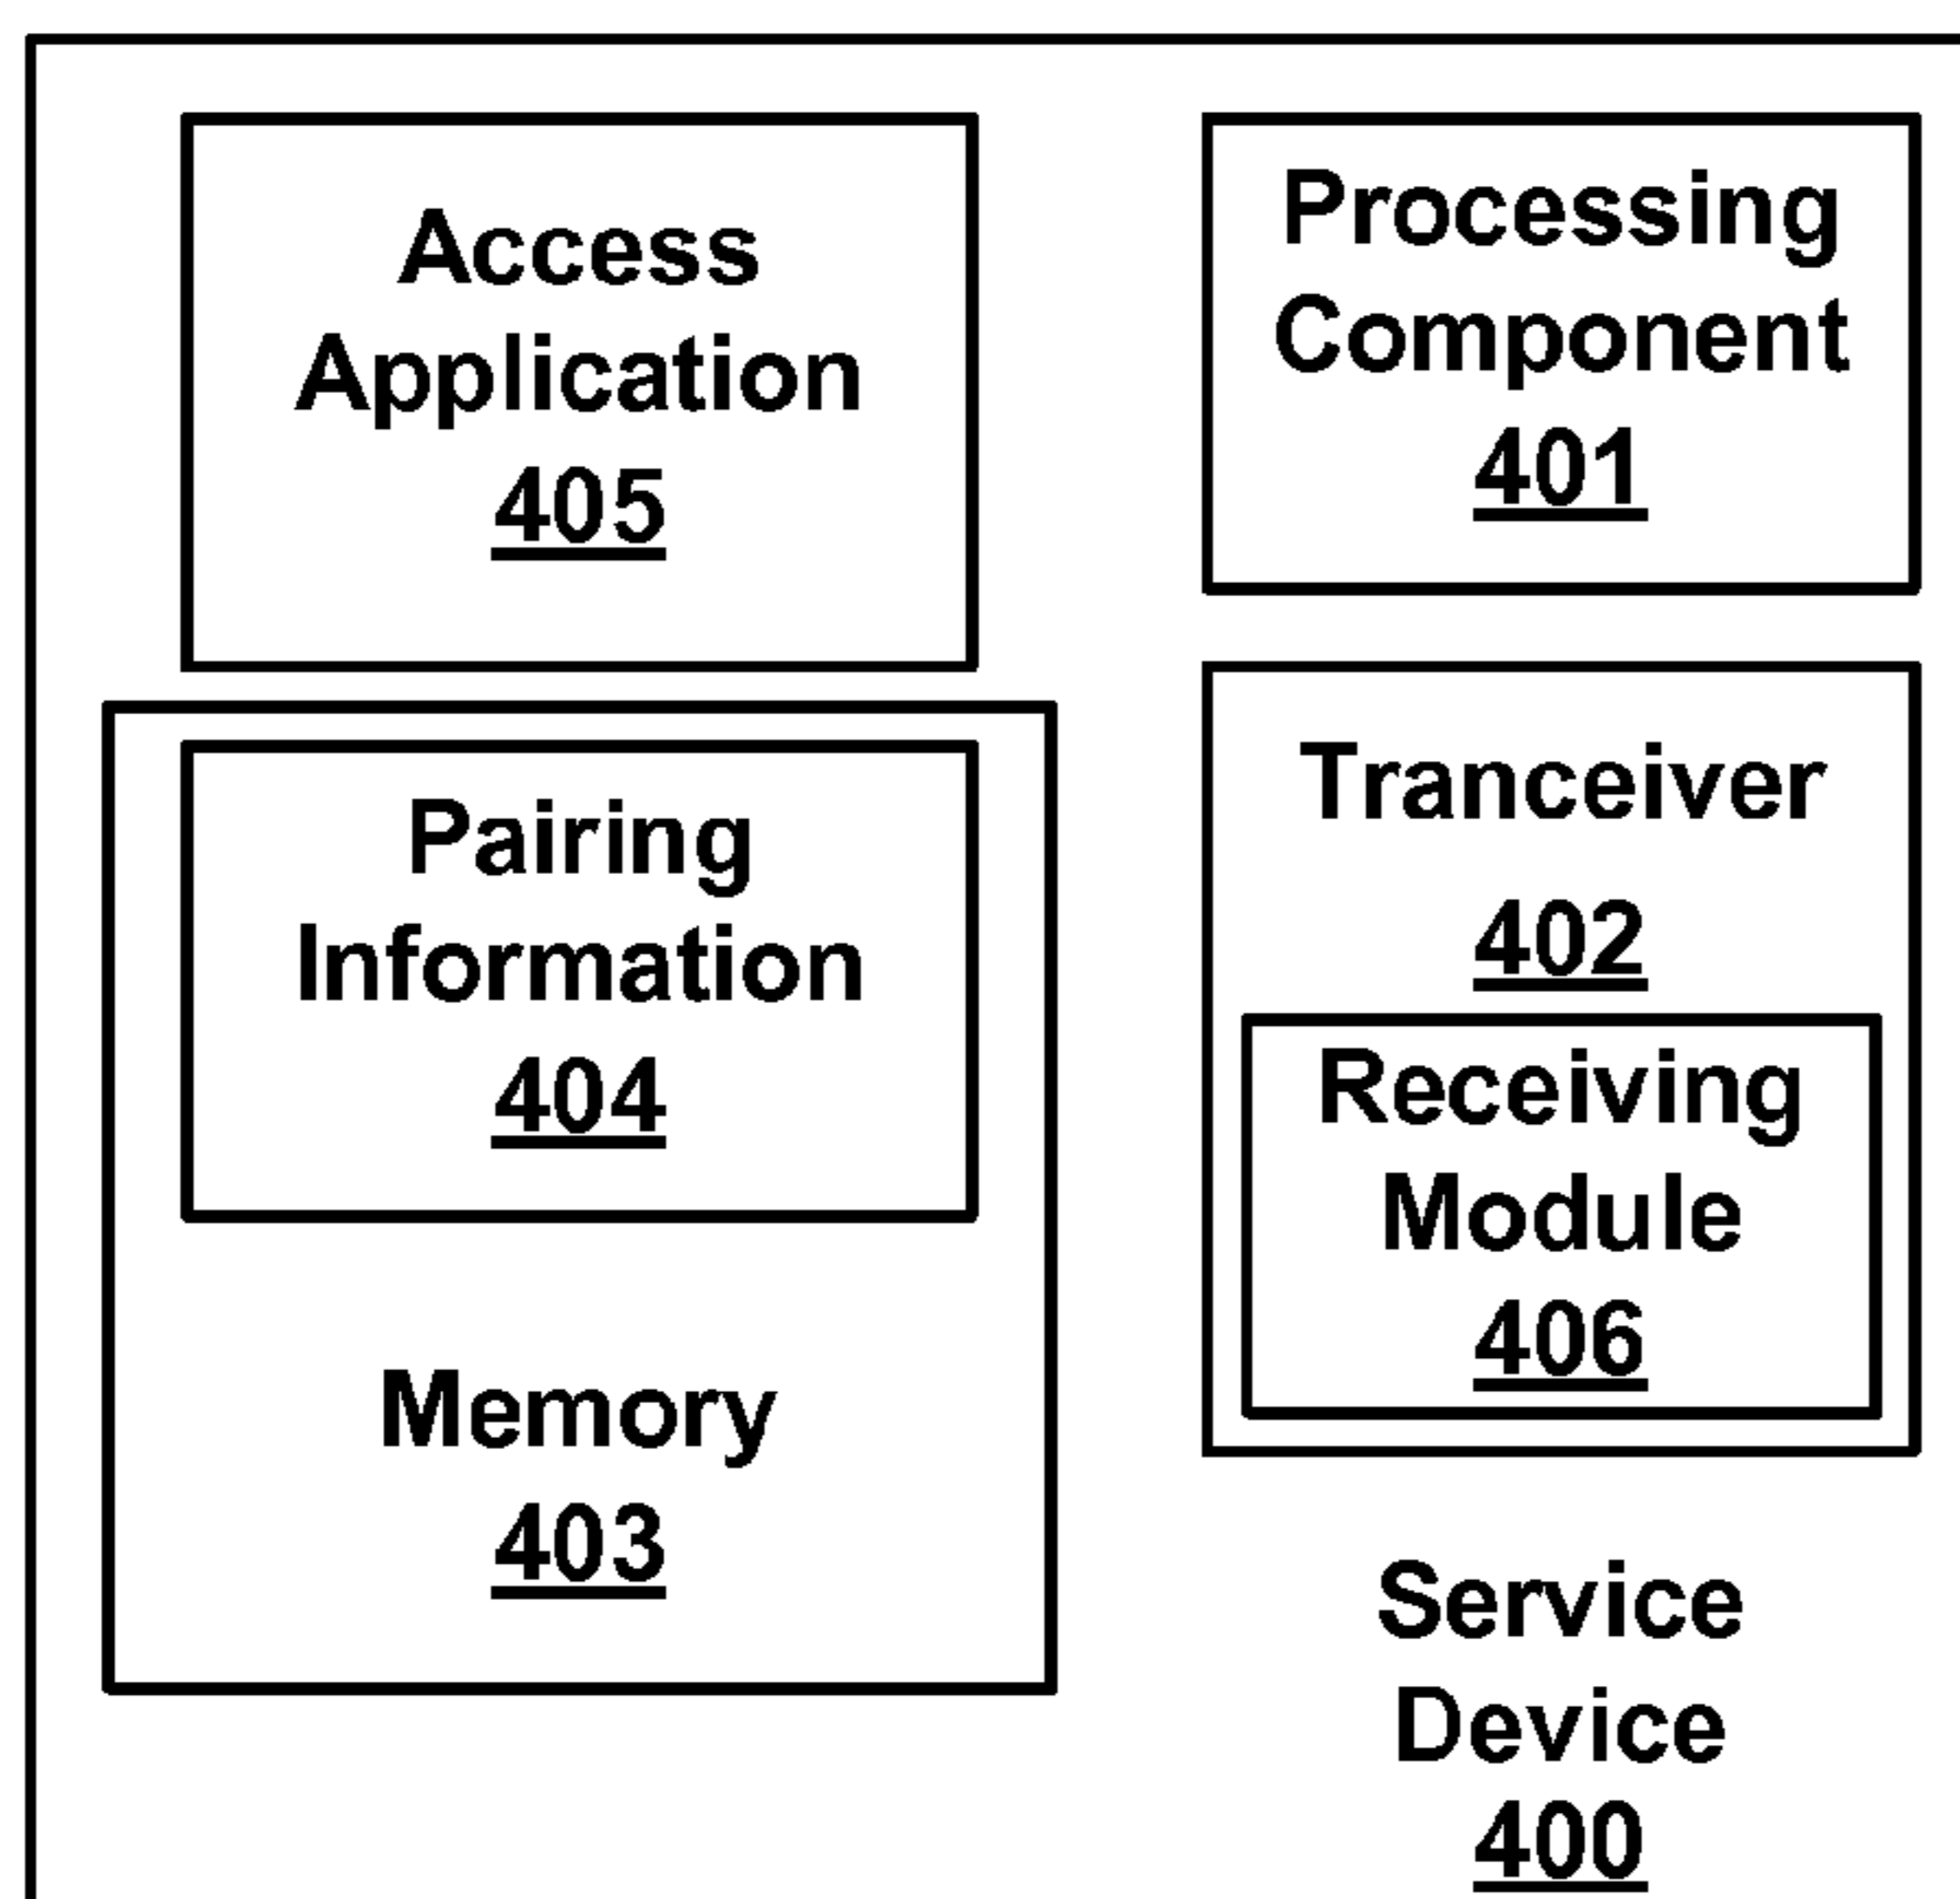 Access
Application
405
Processing
Component
401
Pairing
Information
404
Memory
403
Tranceiver
402
Receiving
Module
406
Service
Device
400